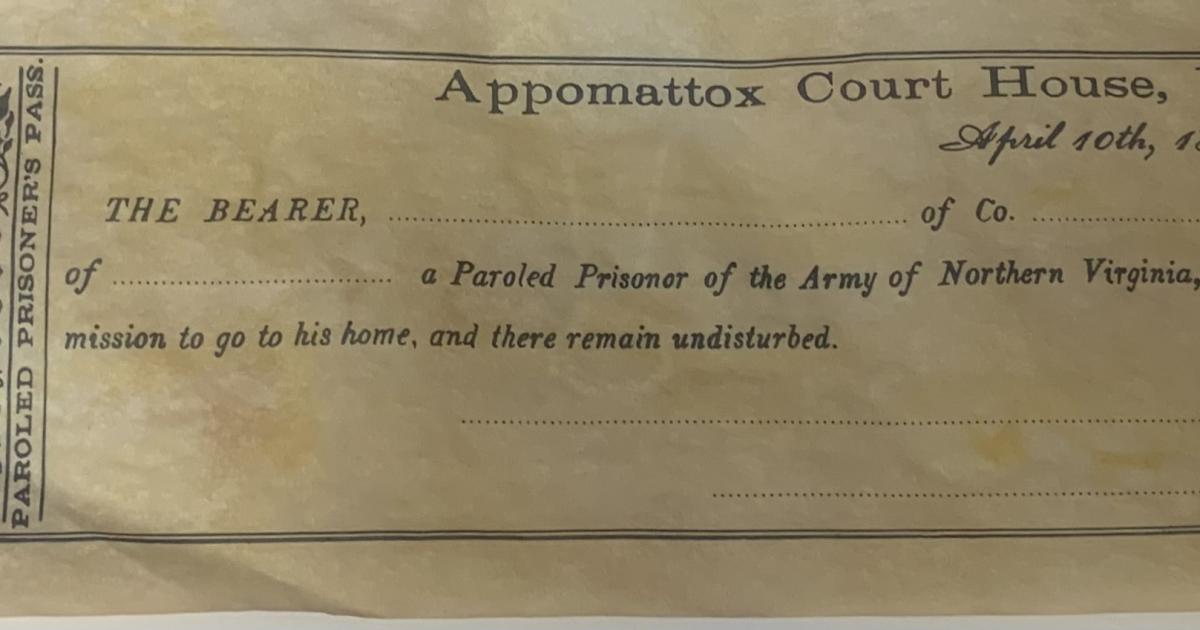 PAROLED PRISONER'S PASS.
Appomattox Court House,
April 10th,
THE BEARER, ........ of Co. ........
of ........ a Paroled Prisonor of the Army of Northern Virginia,
mission to go to his home, and there remain undisturbed.